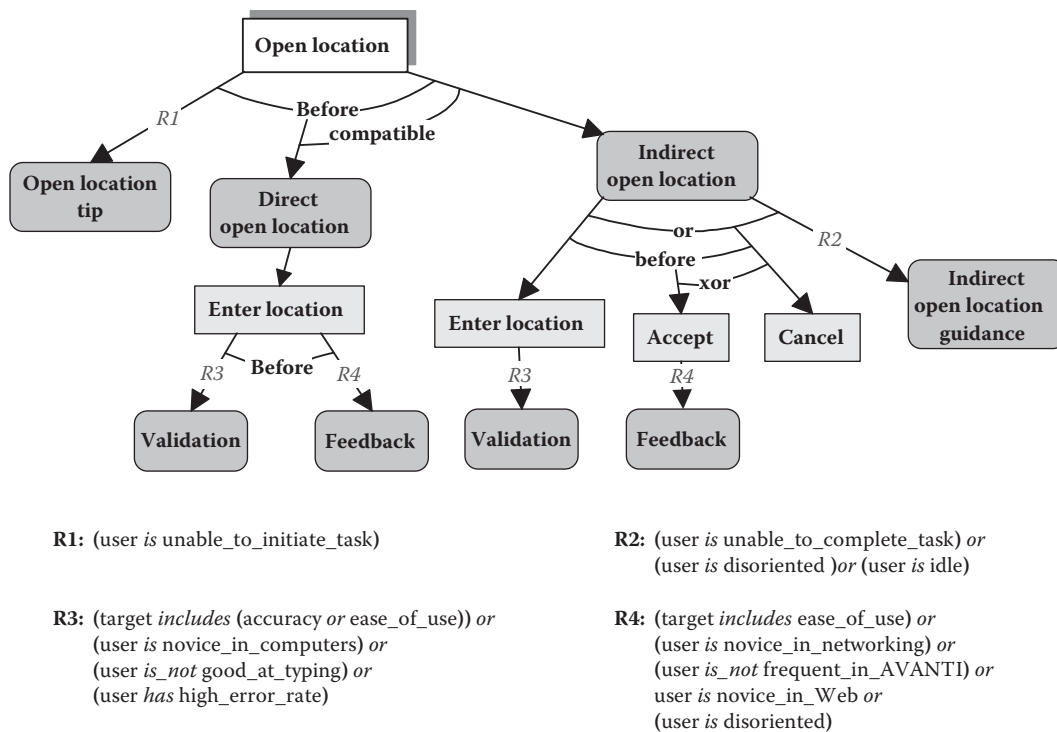 Open location
R1
Before
compatible
Open location
tip
Direct
open location
Indirect
open location
or
R2
before
xor
Enter location
Enter location
Accept
Cancel
Indirect
open location
guidance
R3
Before
R4
R3
R4
Validation
Feedback
Validation
Feedback
R1: (user is unable_to_initiate_task)
R2: (user is unable_to_complete_task) or
(user is disoriented )or (user is idle)
R3: (target includes (accuracy or ease_of_use)) or
(user is novice_in_computers) or
(user is_not good_at_typing) or
(user has high_error_rate)
R4: (target includes ease_of_use) or
(user is novice_in_networking) or
(user is_not frequent_in_AVANTI) or
user is novice_in_Web or
(user is disoriented)